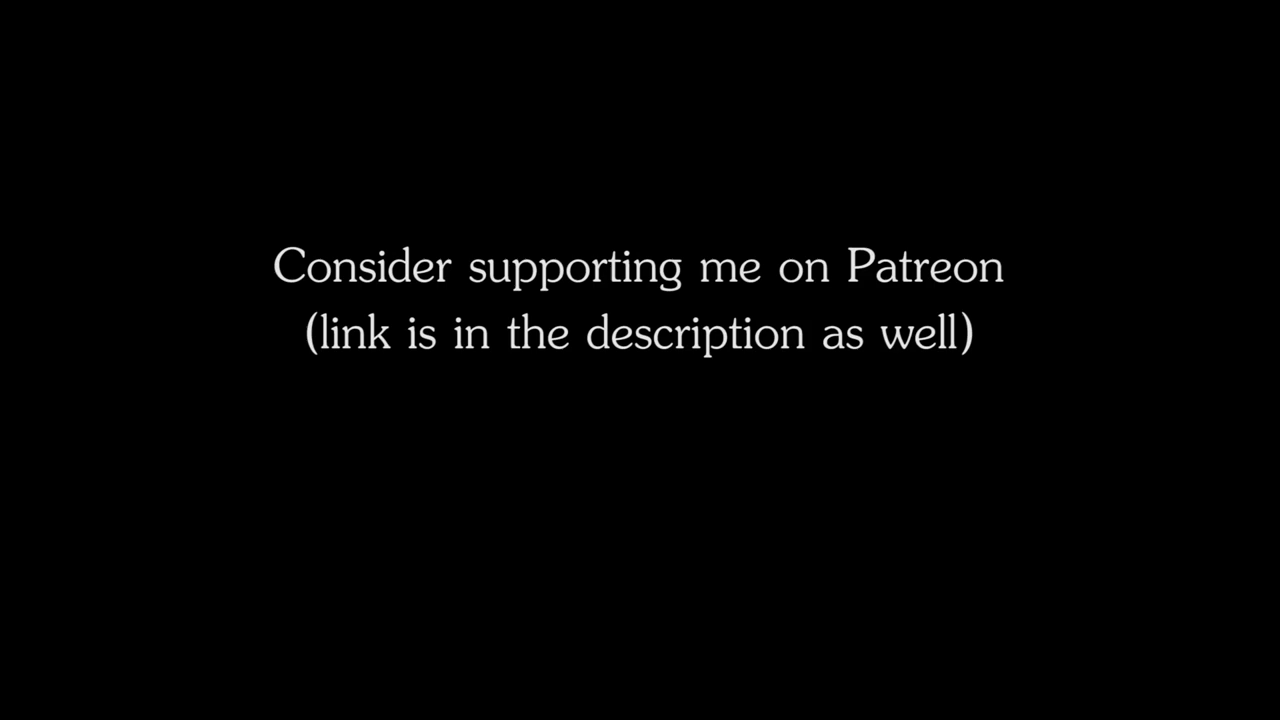 Consider supporting me on Patreon
(link is in the description as well)